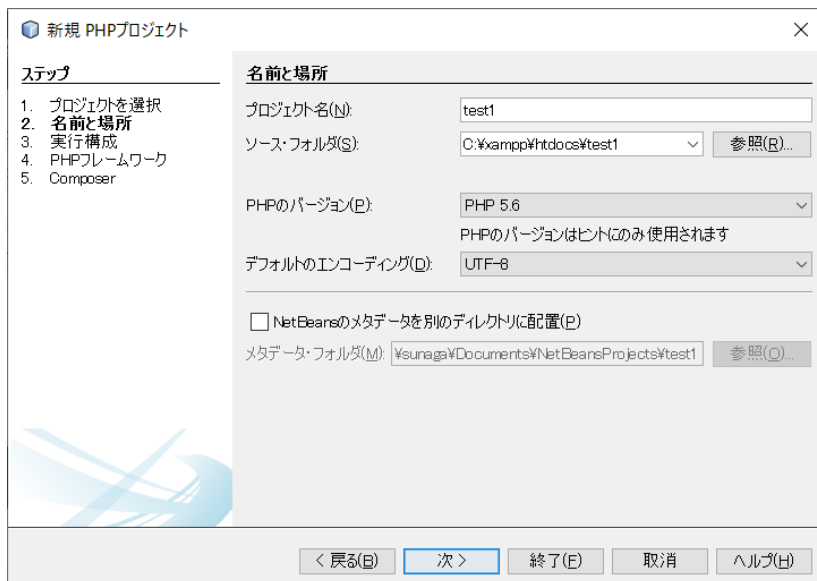 新規 PHPプロジェクト
ステップ
1. プロジェクトを選択
2. 名前と場所
3. 実行構成
4. PHPフレームワーク
5. Composer
名前と場所
プロジェクト名(N): test1
ソース・フォルダ(S): C:¥xampp¥htdocs¥test1 参照(R)...
PHPのバージョン(P): PHP 5.6
PHPのバージョンはヒントにのみ使用されます
デフォルトのエンコーディング(D): UTF-8
NetBeansのメタデータを別のディレクトリに配置(P)
メタデータ・フォルダ(M): ¥sunaga¥Documents¥NetBeansProjects¥test1 参照(O)...
< 戻る(B) 次 > 終了(F) 取消 ヘルプ(H)